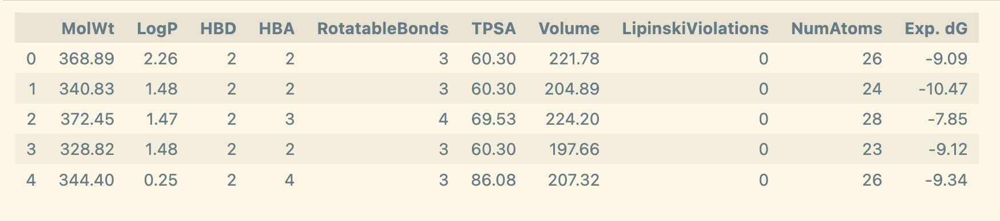 MolWt LogP HBD HBA RotatableBonds TPSA Volume LipinskiViolations NumAtoms Exp. dG
0 368.89 2.26 2 2 3 60.30 221.78 0 26 -9.09
1 340.83 1.48 2 2 3 60.30 204.89 0 24 -10.47
2 372.45 1.47 2 3 4 69.53 224.20 0 28 -7.85
3 328.82 1.48 2 2 3 60.30 197.66 0 23 -9.12
4 344.40 0.25 2 4 3 86.08 207.32 0 26 -9.34